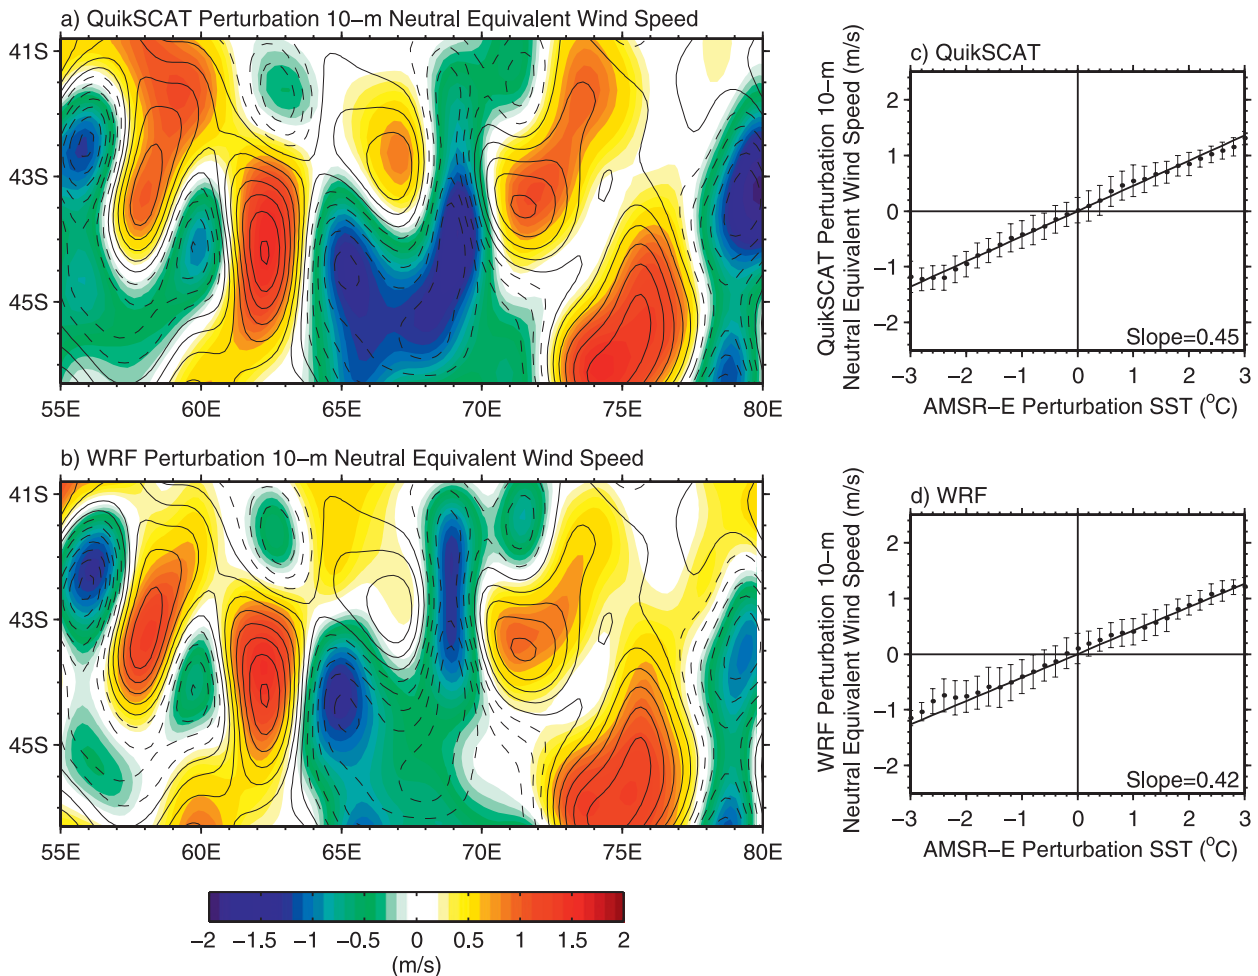 a) QuikSCAT Perturbation 10−m Neutral Equivalent Wind Speed
41S
43S
45S
55E 60E 65E 70E 75E 80E
b) WRF Perturbation 10−m Neutral Equivalent Wind Speed
41S
43S
45S
55E 60E 65E 70E 75E 80E
−2 −1.5 −1 −0.5 0 0.5 1 1.5 2
(m/s)
c) QuikSCAT
QuikSCAT Perturbation 10−m
Neutral Equivalent Wind Speed (m/s)
2
1
0
−1
−2
Slope=0.45
−3 −2 −1 0 1 2 3
AMSR−E Perturbation SST (°C)
d) WRF
WRF Perturbation 10−m
Neutral Equivalent Wind Speed (m/s)
2
1
0
−1
−2
Slope=0.42
−3 −2 −1 0 1 2 3
AMSR−E Perturbation SST (°C)